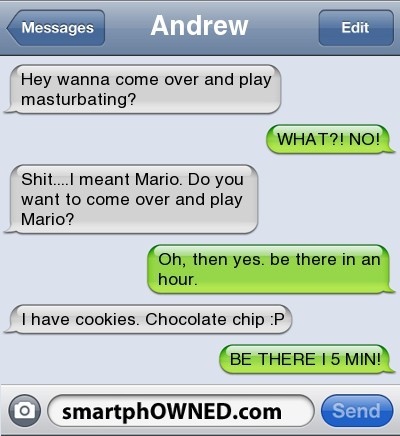 Messages
Andrew
Edit
Hey wanna come over and play
masturbating?
WHAT?! NO!
Shit....I meant Mario. Do you
want to come over and play
Mario?
Oh, then yes. be there in an
hour.
I have cookies. Chocolate chip :P
BE THERE I 5 MIN!
smartphOWNED.com
Send